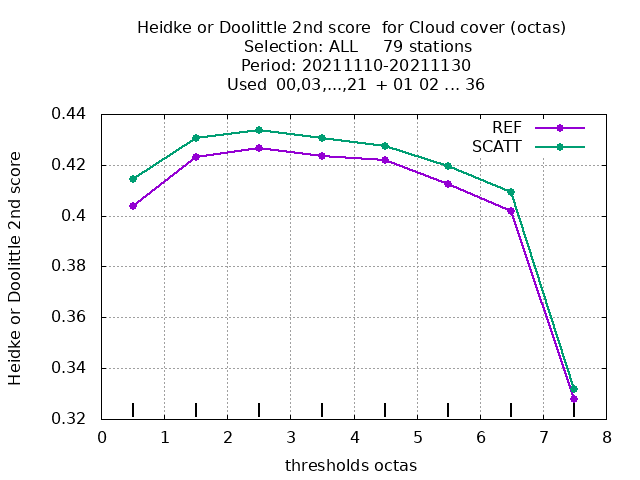 Heidke or Doolittle 2nd score  for Cloud cover (octas)
Selection: ALL     79 stations
Period: 20211110-20211130
Used  00,03,...,21  + 01 02 ... 36
REF
SCATT
0.44
0.42
0.4
0.38
0.36
0.34
0.32
Heidke or Doolittle 2nd score
0 1 2 3 4 5 6 7 8
thresholds octas